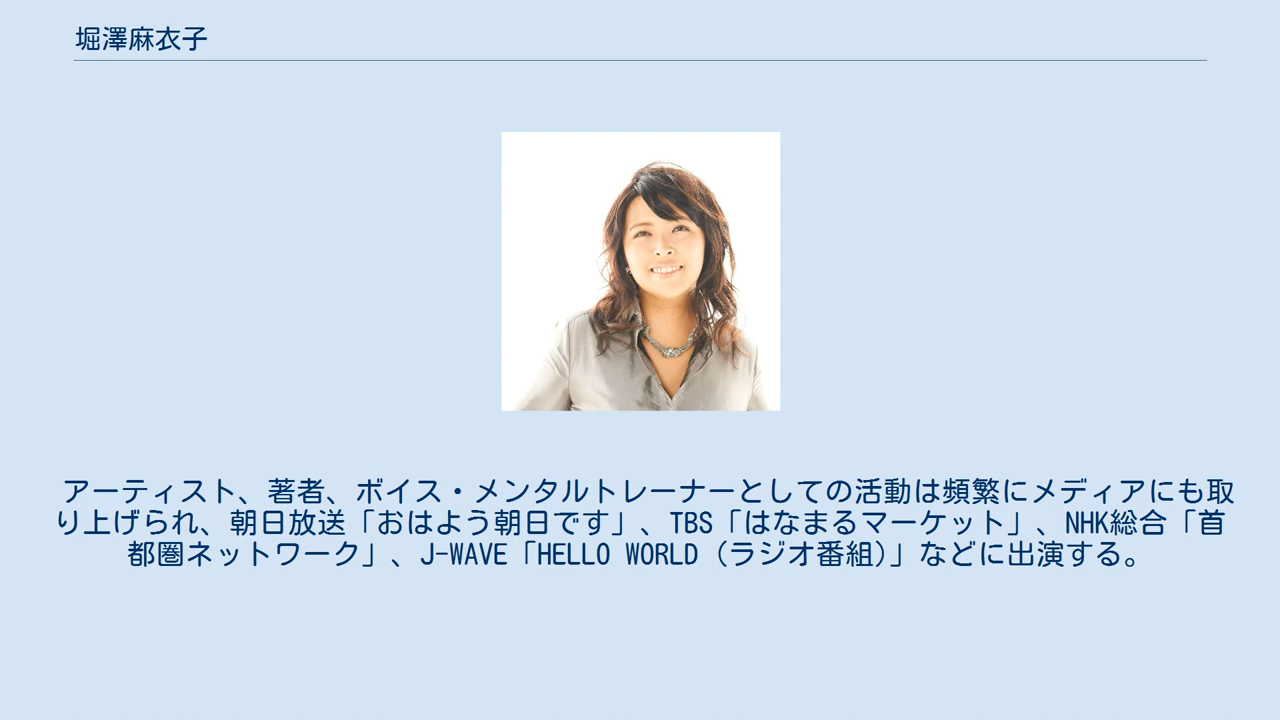 堀澤麻衣子
アーティスト、著者、ボイス・メンタルトレーナーとしての活動は頻繁にメディアにも取
り上げられ、朝日放送「おはよう朝日です」、TBS「はなまるマーケット」、NHK総合「首
都圏ネットワーク」、J-WAVE「HELLO WORLD（ラジオ番組）」などに出演する。